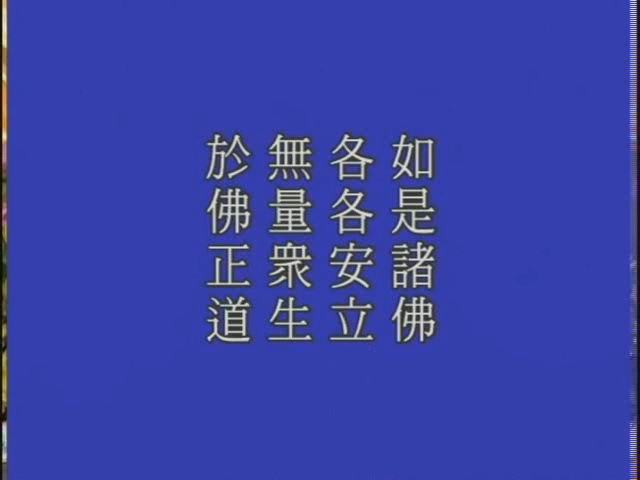 如是諸佛
各各安立
無量眾生
於佛正道